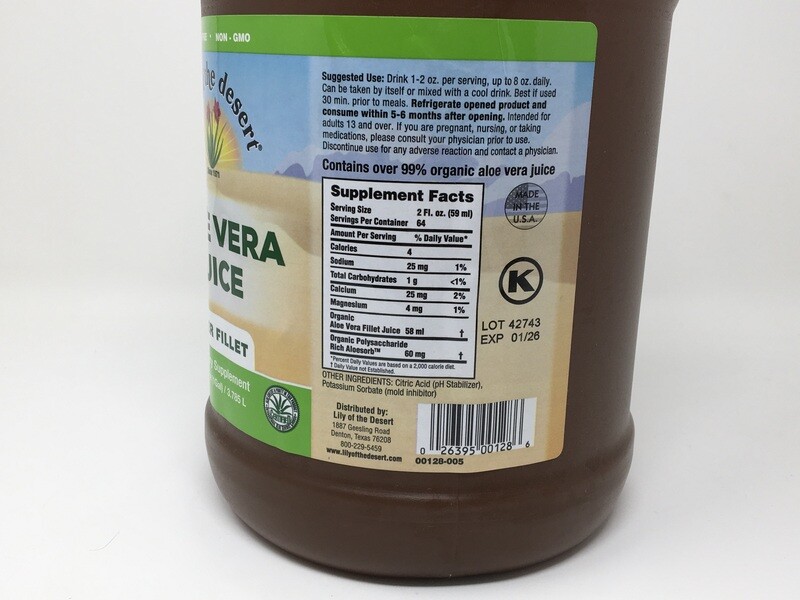 NON - GMO
the desert®
VERA
JUICE
FILLET
Supplement
/ 3.785 L
Suggested Use: Drink 1-2 oz. per serving, up to 8 oz. daily.
Can be taken by itself or mixed with a cool drink. Best if used
30 min. prior to meals. Refrigerate opened product and
consume within 5-6 months after opening. Intended for
adults 13 and over. If you are pregnant, nursing, or taking
medications, please consult your physician prior to use.
Discontinue use for any adverse reaction and contact a physician.
Contains over 99% organic aloe vera juice
Supplement Facts
Serving Size 2 Fl. oz. (59 ml)
Servings Per Container 64
Amount Per Serving % Daily Value*
Calories 4
Sodium 25 mg 1%
Total Carbohydrates 1 g <1%
Calcium 25 mg 2%
Magnesium 4 mg 1%
Organic
Aloe Vera Fillet Juice 58 ml †
Organic Polysaccharide
Rich Aloesorb™ 60 mg †
*Percent Daily Values are based on a 2,000 calorie diet.
† Daily Value not Established.
OTHER INGREDIENTS: Citric Acid (pH Stabilizer),
Potassium Sorbate (mold inhibitor)
MADE
IN THE
U.S.A.
K
LOT 42743
EXP 01/26
Distributed by:
Lily of the Desert
1887 Geesling Road
Denton, Texas 76208
800-229-5459
www.lilyofthedesert.com
0 26395 00128 6
00128-005